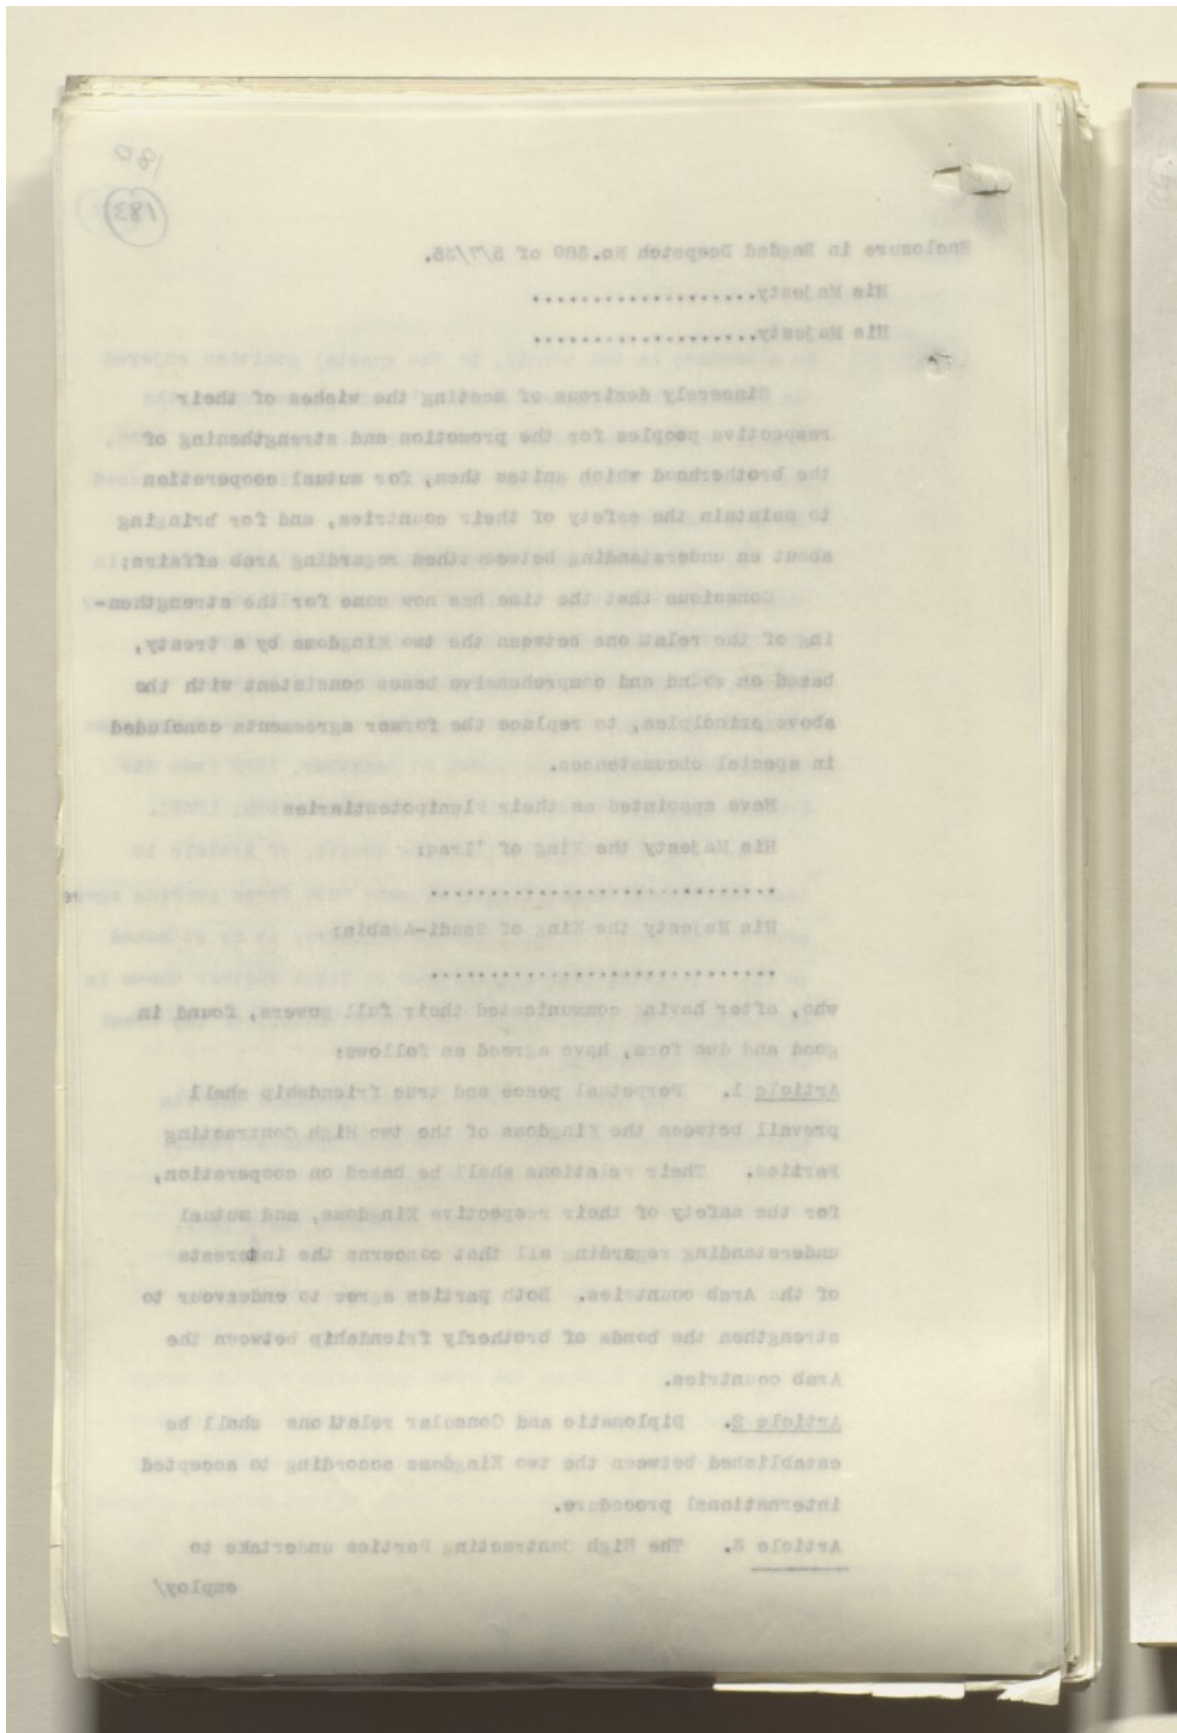 180
183
Enclosure in Bagdad Despatch No.389 of 5/7/35.
His Majesty...................
His Majesty...................
Sincerely desirous of meeting the wishes of their
respective peoples for the promotion and strengthening of
the brotherhood which unites them, for mutual cooperation
to maintain the safety of their countries, and for bringing
about an understanding between them regarding Arab affairs;
Conscious that the time has now come for the strengthen-
ing of the relations between the two Kingdoms by a treaty,
based on sound and comprehensive bases consistent with the
above principles, to replace the former agreements concluded
in special circumstances.
Have appointed as their Plenipotentiaries
His Majesty the King of 'Iraq:
.............................
His Majesty the King of Saudi-Arabia:
.............................
who, after having communicated their full powers, found in
good and due form, have agreed as follows:
Article 1. Perpetual peace and true friendship shall
prevail between the Kingdoms of the two High Contracting
Parties. Their relations shall be based on cooperation,
for the safety of their respective Kingdoms, and mutual
understanding regarding all that concerns the interests
of the Arab countries. Both parties agree to endeavour to
strengthen the bonds of brotherly friendship between the
Arab countries.
Article 2. Diplomatic and Consular relations shall be
established between the two Kingdoms according to accepted
international procedure.
Article 3. The High Contracting Parties undertake to
employ/